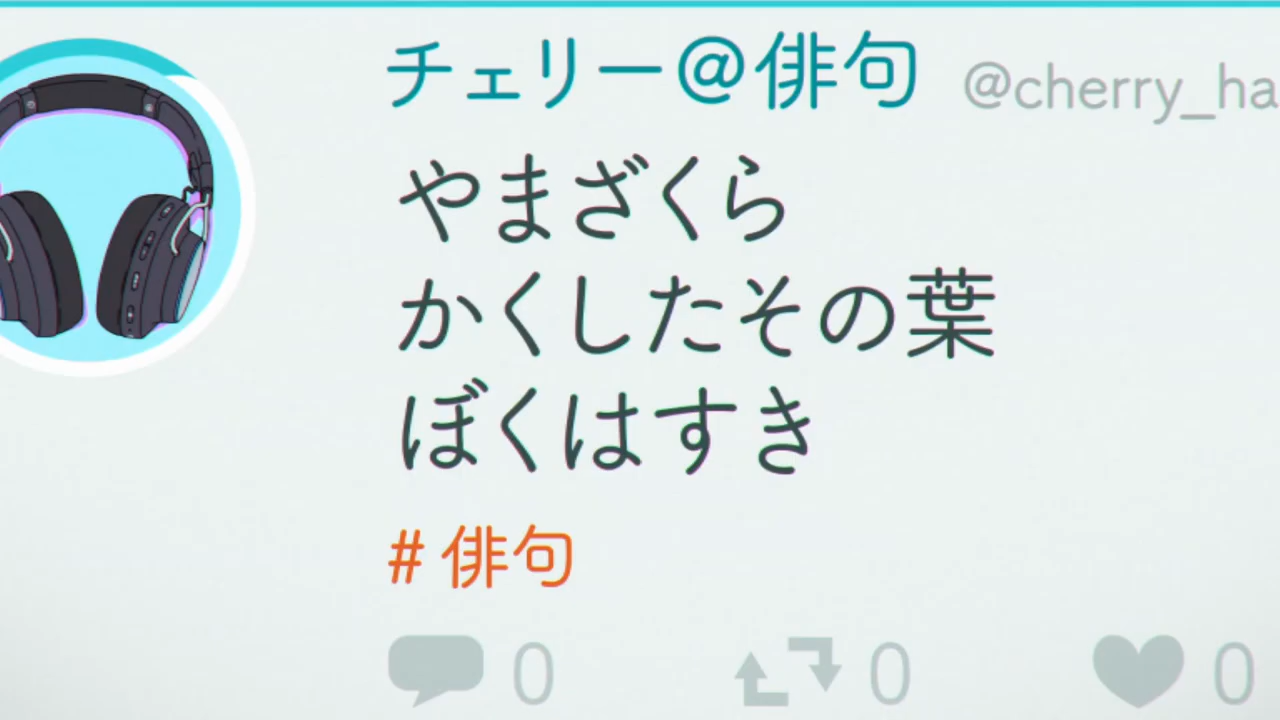 チェリー@俳句 @cherry_ha
やまざくら
かくしたその葉
ぼくはすき
#俳句
0 0 0